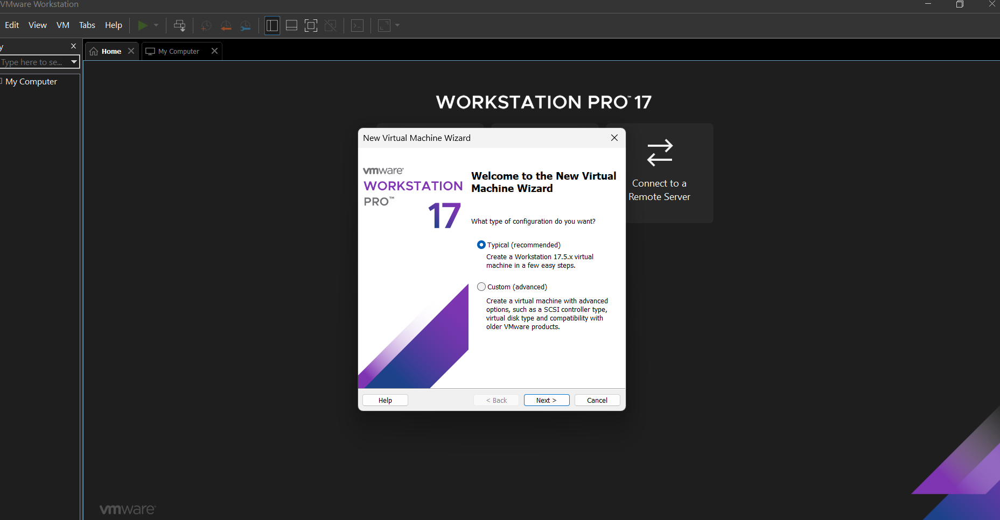 VMware Workstation
Edit View VM Tabs Help
Type here to se...
My Computer
Home
My Computer
WORKSTATION PRO™ 17
Connect to a
Remote Server
New Virtual Machine Wizard
vmware®
WORKSTATION
PRO™
17
Welcome to the New Virtual
Machine Wizard
What type of configuration do you want?
Typical (recommended)
Create a Workstation 17.5.x virtual
machine in a few easy steps.
Custom (advanced)
Create a virtual machine with advanced
options, such as a SCSI controller type,
virtual disk type and compatibility with
older VMware products.
Help < Back Next > Cancel
vmware®